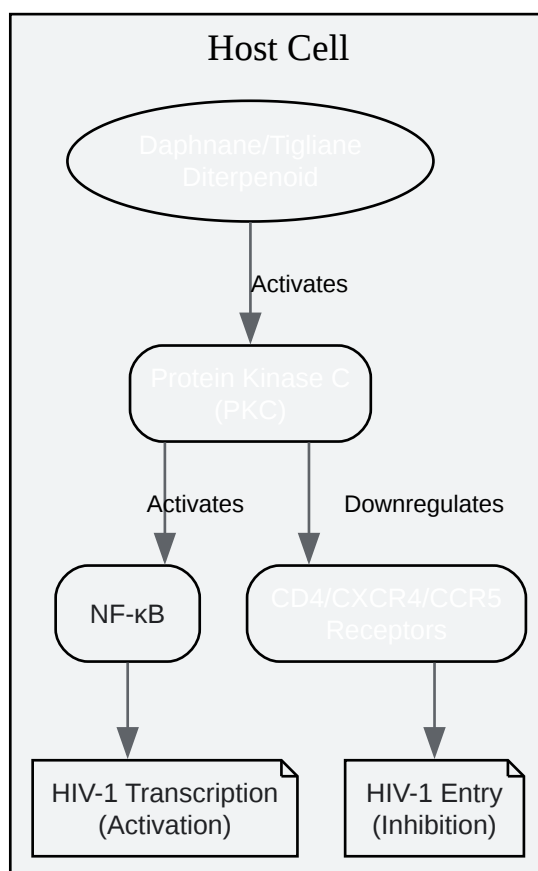 Host Cell
Daphnane/Tigliane
Diterpenoid
Activates
Protein Kinase C
(PKC)
Activates
Downregulates
NF-κB
CD4/CXCR4/CCR5
Receptors
HIV-1 Transcription
(Activation)
HIV-1 Entry
(Inhibition)